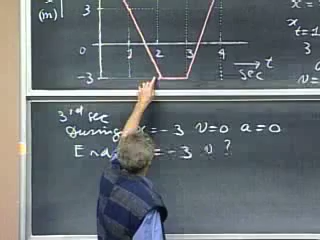 x
(m)
3
x =
x
t=1
3
v
0
1 2 3 4 t
sec
-3
3rd sec
During x = -3 v=0 a=0
End = -3 v ?